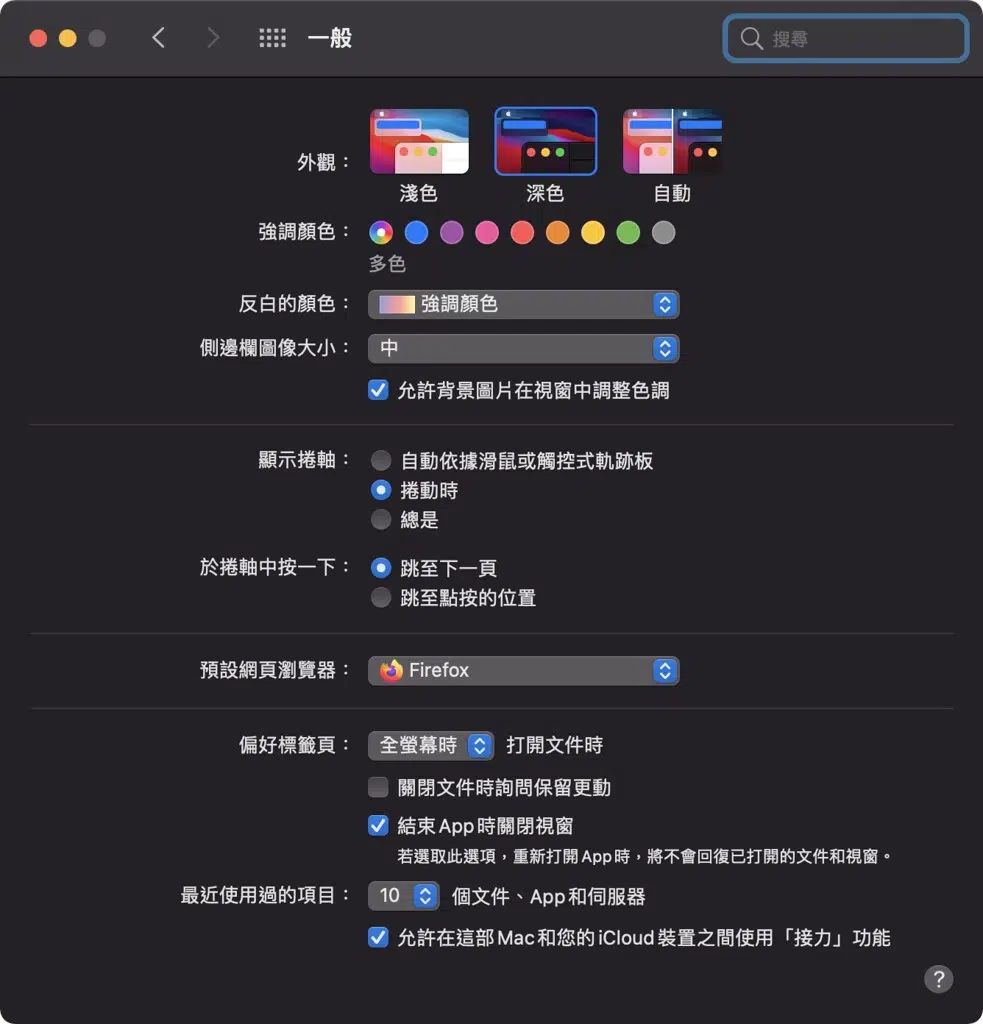 一般
搜尋
外觀：
淺色 深色 自動
強調顏色：
多色
反白的顏色： 強調顏色
側邊欄圖像大小： 中
允許背景圖片在視窗中調整色調
顯示捲軸： 自動依據滑鼠或觸控式軌跡板
捲動時
總是
於捲軸中按一下： 跳至下一頁
跳至點按的位置
預設網頁瀏覽器： Firefox
偏好標籤頁： 全螢幕時 打開文件時
關閉文件時詢問保留更動
結束 App 時關閉視窗
若選取此選項，重新打開 App 時，將不會回復已打開的文件和視窗。
最近使用過的項目： 10 個文件、App 和伺服器
允許在這部 Mac 和您的 iCloud 裝置之間使用「接力」功能
?